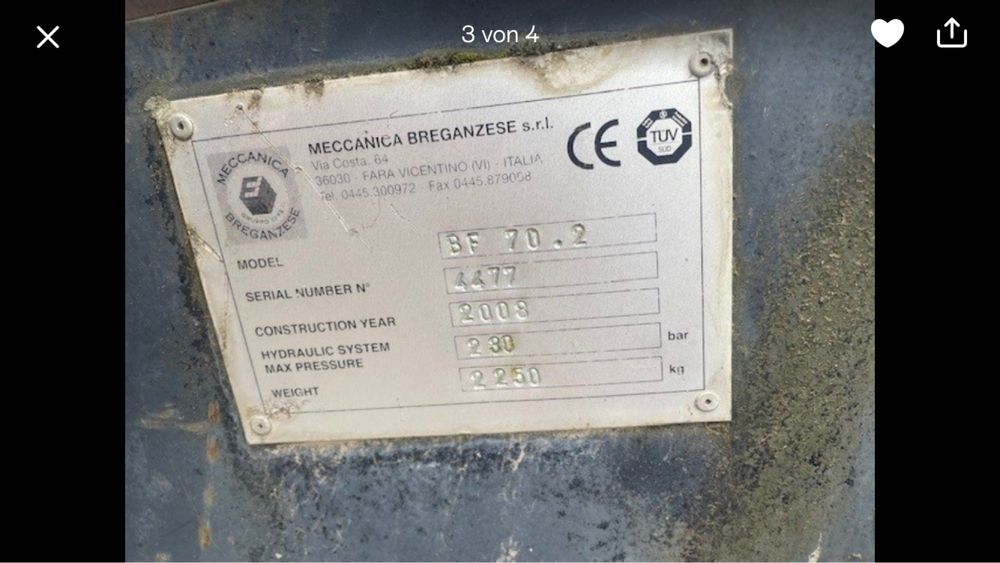 3 von 4
MECCANICA BREGANZESE s.r.l.
Via Costa, 64
36030 - FARA VICENTINO (VI) - ITALIA
Tel. 0445.300972 - Fax 0445.879068
CE
TÜV
SÜD
MECCANICA
BREGANZESE
MODEL BF 70.2
SERIAL NUMBER N° 4477
CONSTRUCTION YEAR 2008
HYDRAULIC SYSTEM
MAX PRESSURE 230 bar
WEIGHT 2250 kg